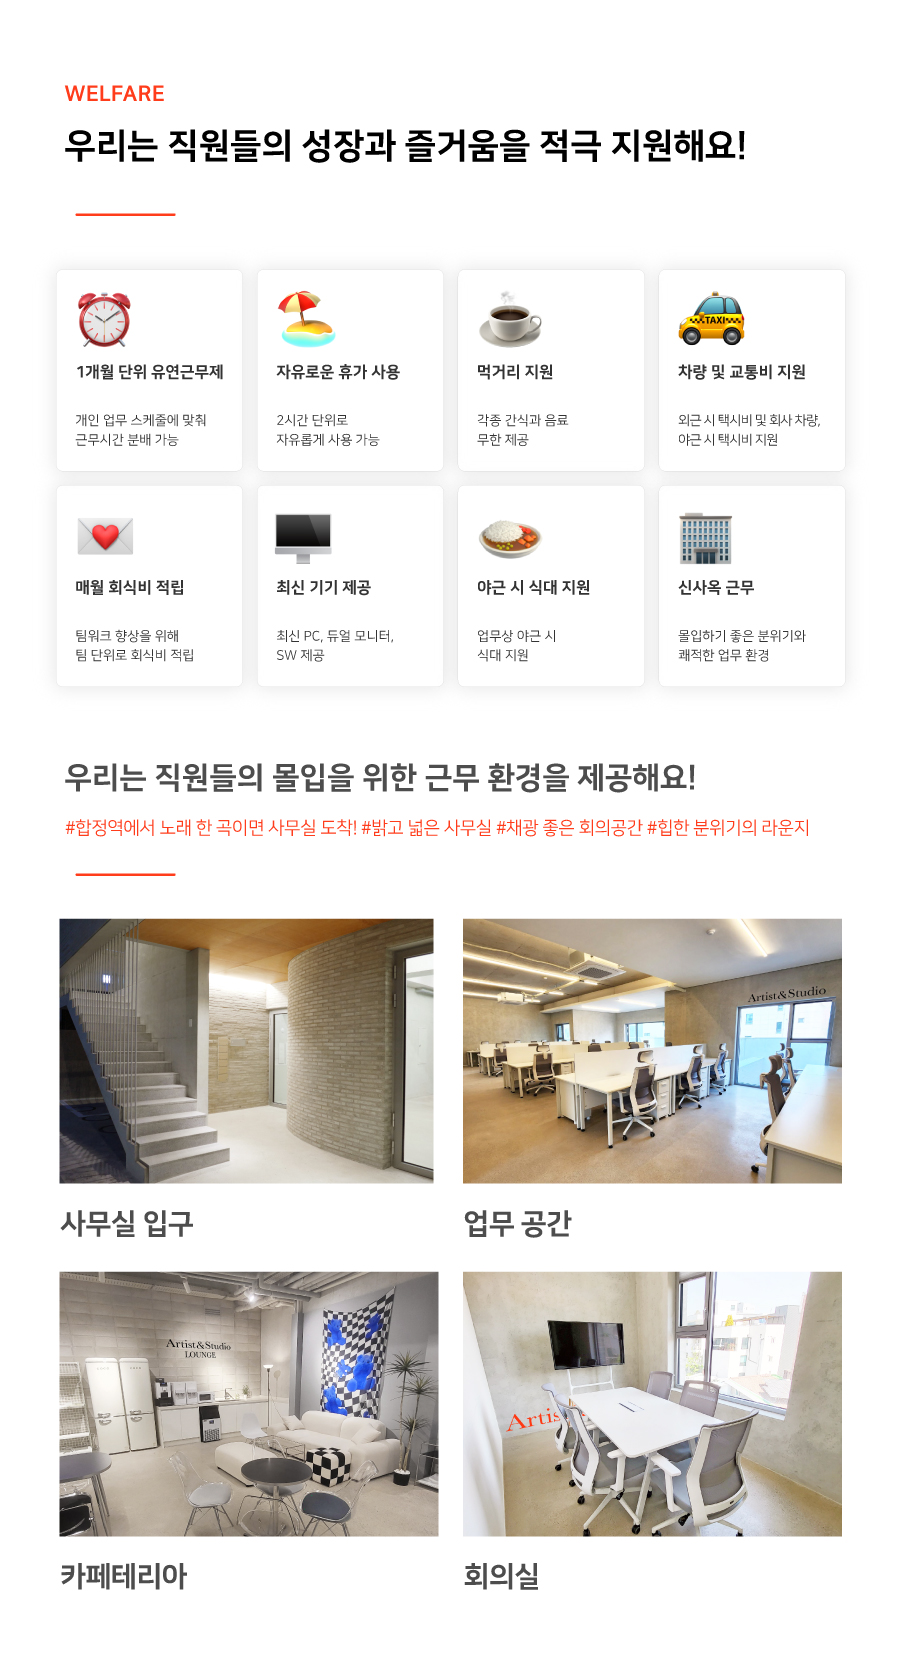 WELFARE
우리는 직원들의 성장과 즐거움을 적극 지원해요!
1개월 단위 유연근무제
개인 업무 스케줄에 맞춰
근무시간 분배 가능
자유로운 휴가 사용
2시간 단위로
자유롭게 사용 가능
먹거리 지원
각종 간식과 음료
무한 제공
TAXI
차량 및 교통비 지원
외근 시 택시비 및 회사 차량,
야근 시 택시비 지원
매월 회식비 적립
팀워크 향상을 위해
팀 단위로 회식비 적립
최신 기기 제공
최신 PC, 듀얼 모니터,
SW 제공
야근 시 식대 지원
업무상 야근 시
식대 지원
신사옥 근무
몰입하기 좋은 분위기와
쾌적한 업무 환경
우리는 직원들의 몰입을 위한 근무 환경을 제공해요!
#합정역에서 노래 한 곡이면 사무실 도착! #밝고 넓은 사무실 #채광 좋은 회의공간 #힙한 분위기의 라운지
Artist&Studio
사무실 입구
업무 공간
Artist&Studio
LOUNGE
Artis
카페테리아
회의실